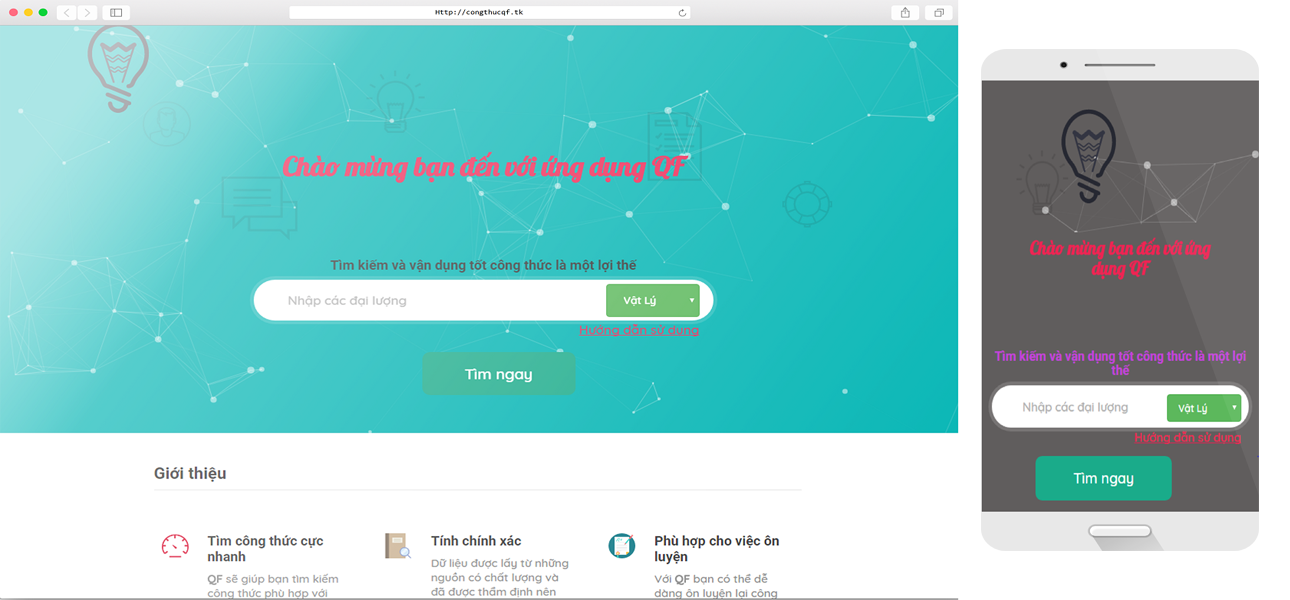 Http://congthucqf.tk
Chào mừng bạn đến với ứng dụng QF
Tìm kiếm và vận dụng tốt công thức là một lợi thế
Nhập các đại lượng
Vật Lý
Hướng dẫn sử dụng
Tìm ngay
Giới thiệu
Tìm công thức cực
nhanh
QF sẽ giúp bạn tìm kiếm
công thức phù hợp với
Tính chính xác
Dữ liệu được lấy từ những
nguồn có chất lượng và
đã được thẩm định nên
Phù hợp cho việc ôn
luyện
Với QF bạn có thể dễ
dàng ôn luyện lại công
Chào mừng bạn đến với ứng
dụng QF
Tìm kiếm và vận dụng tốt công thức là một lợi
thế
Nhập các đại lượng
Vật Lý
Hướng dẫn sử dụng
Tìm ngay